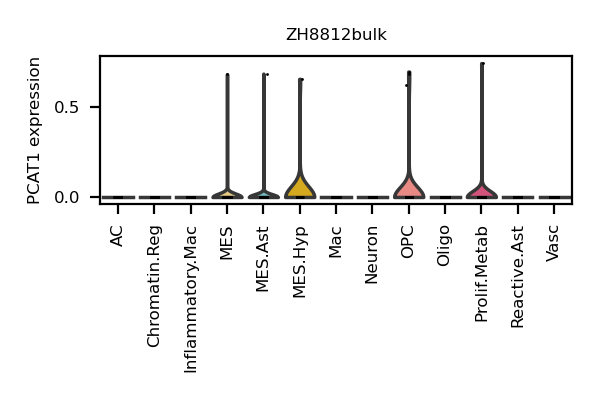 ZH8812bulk
PCAT1 expression
0.5
0.0
AC
Chromatin.Reg
Inflammatory.Mac
MES
MES.Ast
MES.Hyp
Mac
Neuron
OPC
Oligo
Prolif.Metab
Reactive.Ast
Vasc